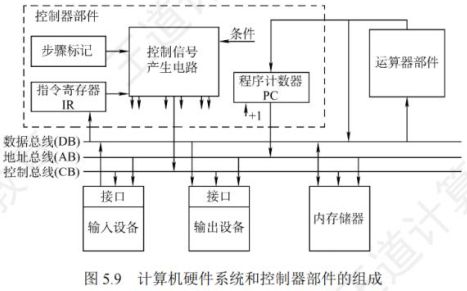 控制器部件
步骤标记
控制信号
产生电路
条件
指令寄存器
IR
程序计数器
PC
+1
运算器部件
数据总线(DB)
地址总线(AB)
控制总线(CB)
接口
输入设备
接口
输出设备
内存储器
图 5.9 计算机硬件系统和控制器部件的组成